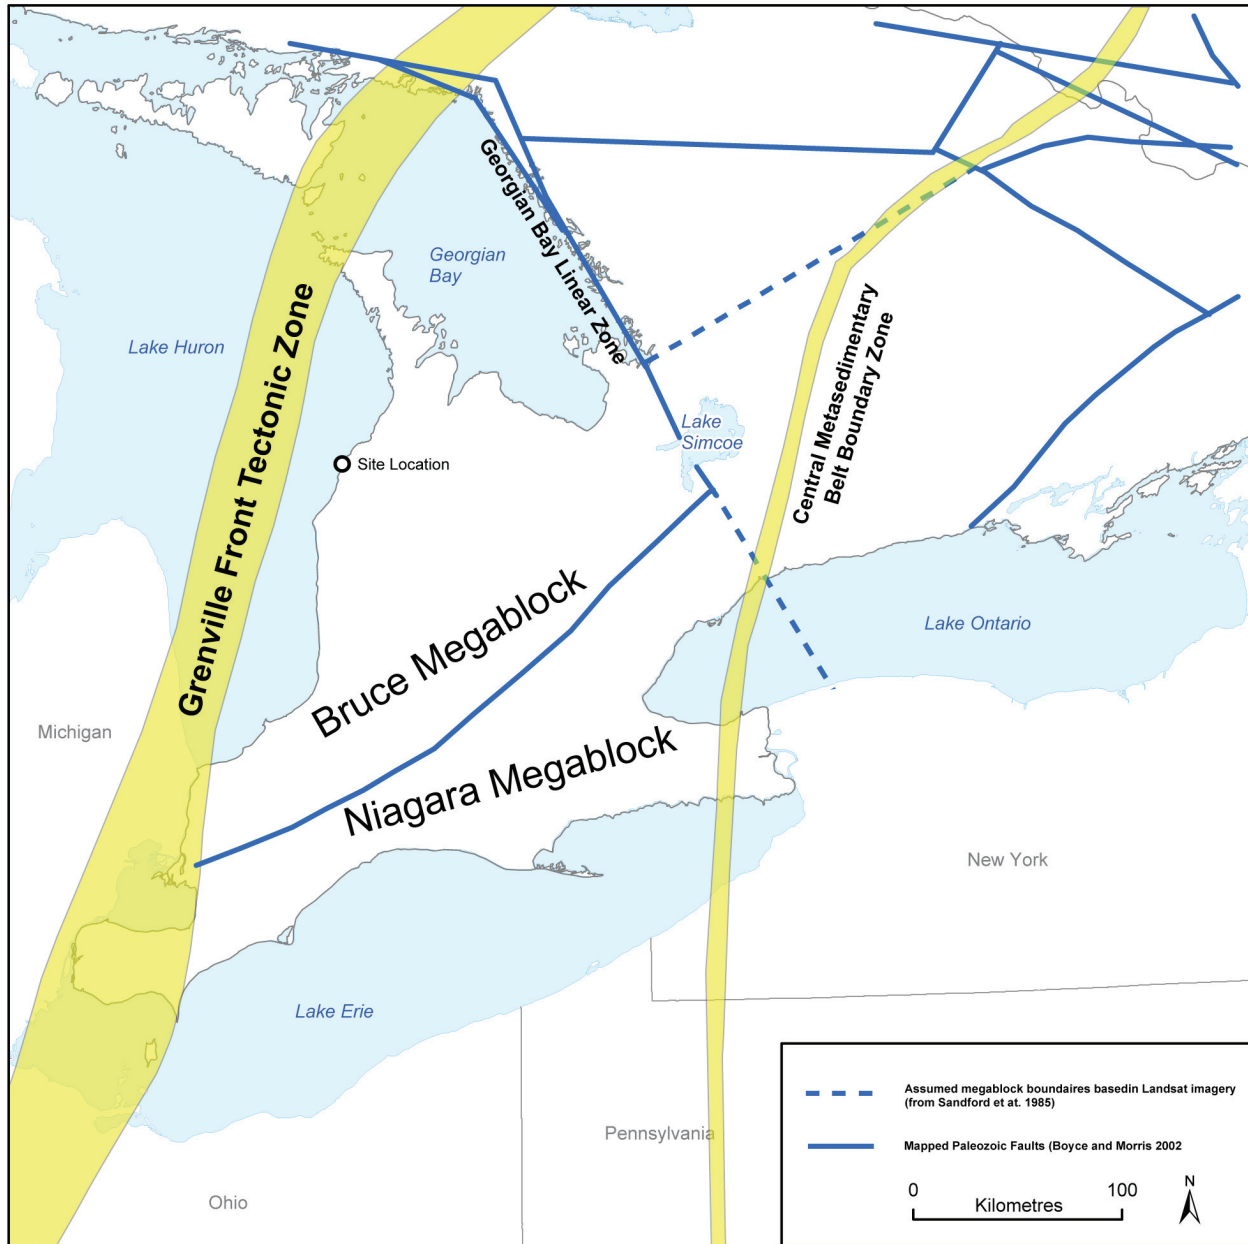 Georgian Bay Linear Zone
Georgian
Bay
Lake Huron
Grenville Front Tectonic Zone
Lake
Simcoe
Central Metasedimentary
Belt Boundary Zone
Site Location
Bruce Megablock
Lake Ontario
Michigan
Niagara Megablock
New York
Lake Erie
Pennsylvania
Ohio
Assumed megablock boundaires basedin Landsat imagery
(from Sandford et at. 1985)
Mapped Paleozoic Faults (Boyce and Morris 2002
0 100
Kilometres
N